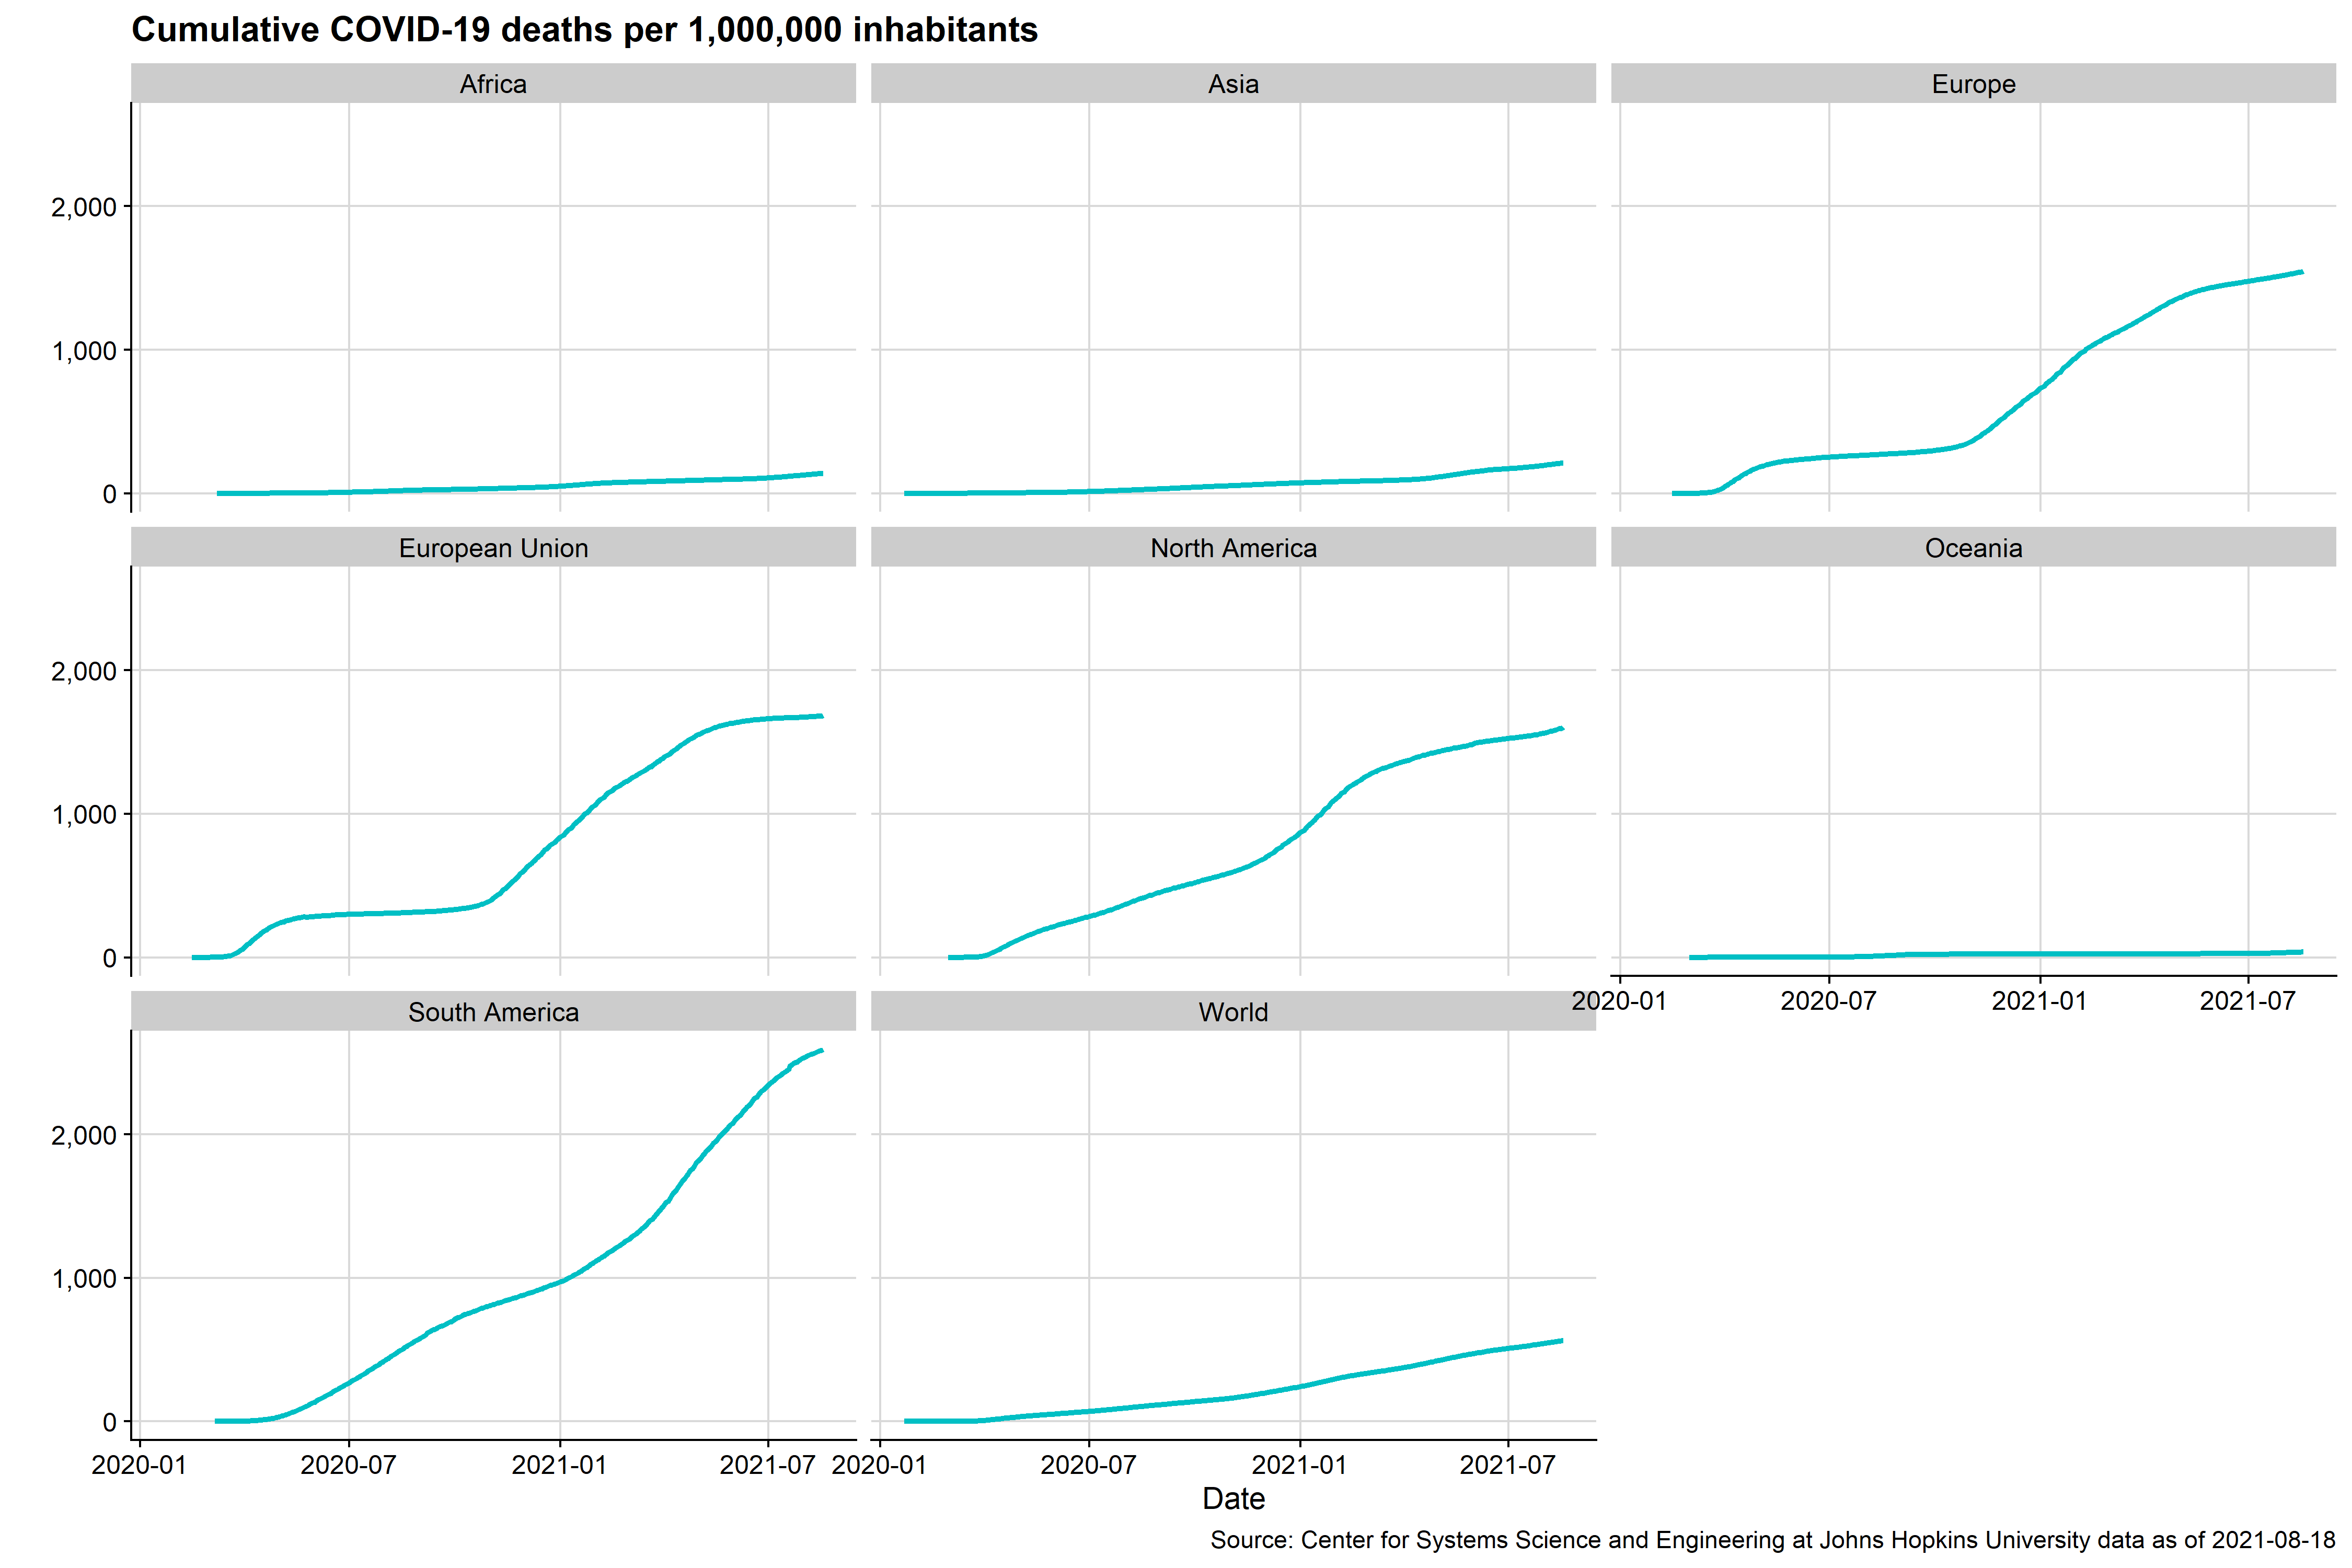 Cumulative COVID-19 deaths per 1,000,000 inhabitants
Africa
Asia
Europe
2,000
1,000
0
European Union
North America
Oceania
2,000
1,000
0
2020-01
2020-07
2021-01
2021-07
South America
World
2,000
1,000
0
2020-01
2020-07
2021-01
2021-07
2020-01
2020-07
2021-01
2021-07
Date
Source: Center for Systems Science and Engineering at Johns Hopkins University data as of 2021-08-18